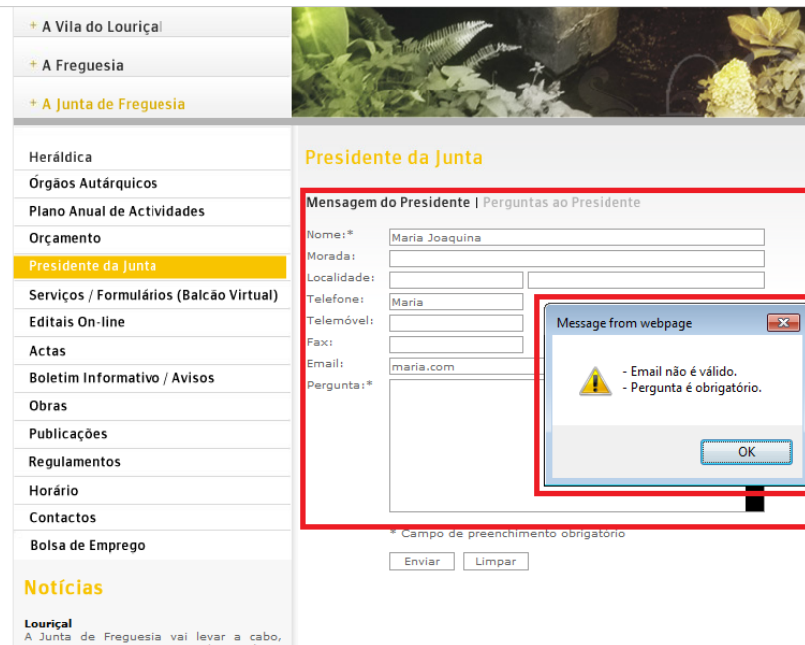 + A Vila do Louriçal
+ A Freguesia
+ A Junta de Freguesia
Heráldica
Órgãos Autárquicos
Plano Anual de Actividades
Orçamento
Presidente da Junta
Serviços / Formulários (Balcão Virtual)
Editais On-line
Actas
Boletim Informativo / Avisos
Obras
Publicações
Regulamentos
Horário
Contactos
Bolsa de Emprego
Notícias
Louriçal
A Junta de Freguesia vai levar a cabo,
Presidente da Junta
Mensagem do Presidente | Perguntas ao Presidente
Nome:* Maria Joaquina
Morada:
Localidade:
Telefone: Maria
Telemóvel:
Fax:
Email: maria.com
Pergunta:*
Message from webpage
- Email não é válido.
- Pergunta é obrigatório.
OK
* Campo de preenchimento obrigatório
Enviar Limpar